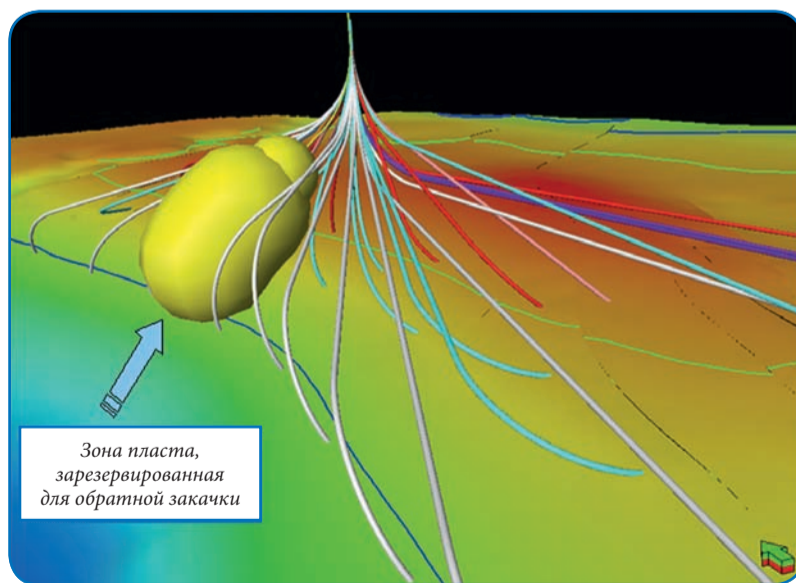 Зона пласта,
зарезервированная
для обратной закачки